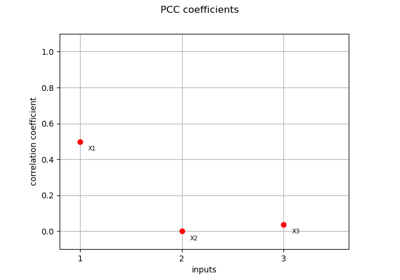 PCC coefficients
1.0
0.8
0.6
0.4
0.2
0.0
correlation coefficient
X1
X2
X3
1 2 3
inputs